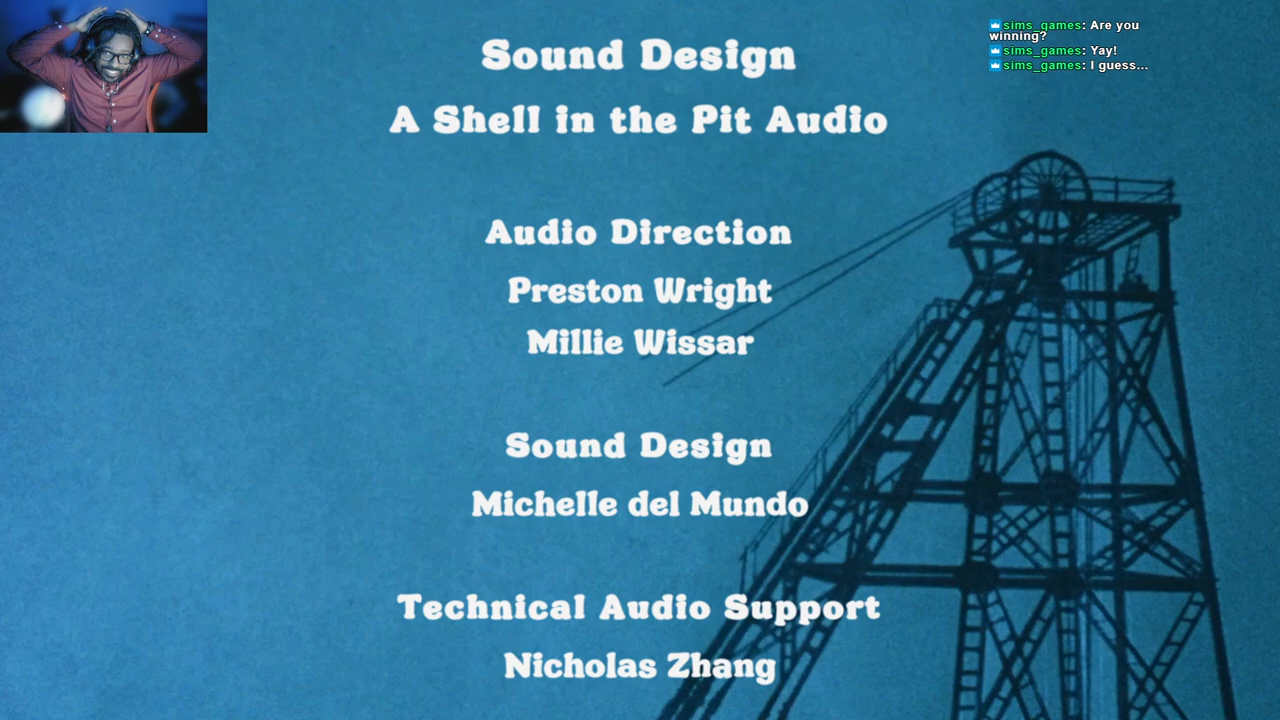 Sound Design
A Shell in the Pit Audio
Audio Direction
Preston Wright
Millie Wissar
Sound Design
Michelle del Mundo
Technical Audio Support
Nicholas Zhang
sims_games: Are you
winning?
sims_games: Yay!
sims_games: I guess...